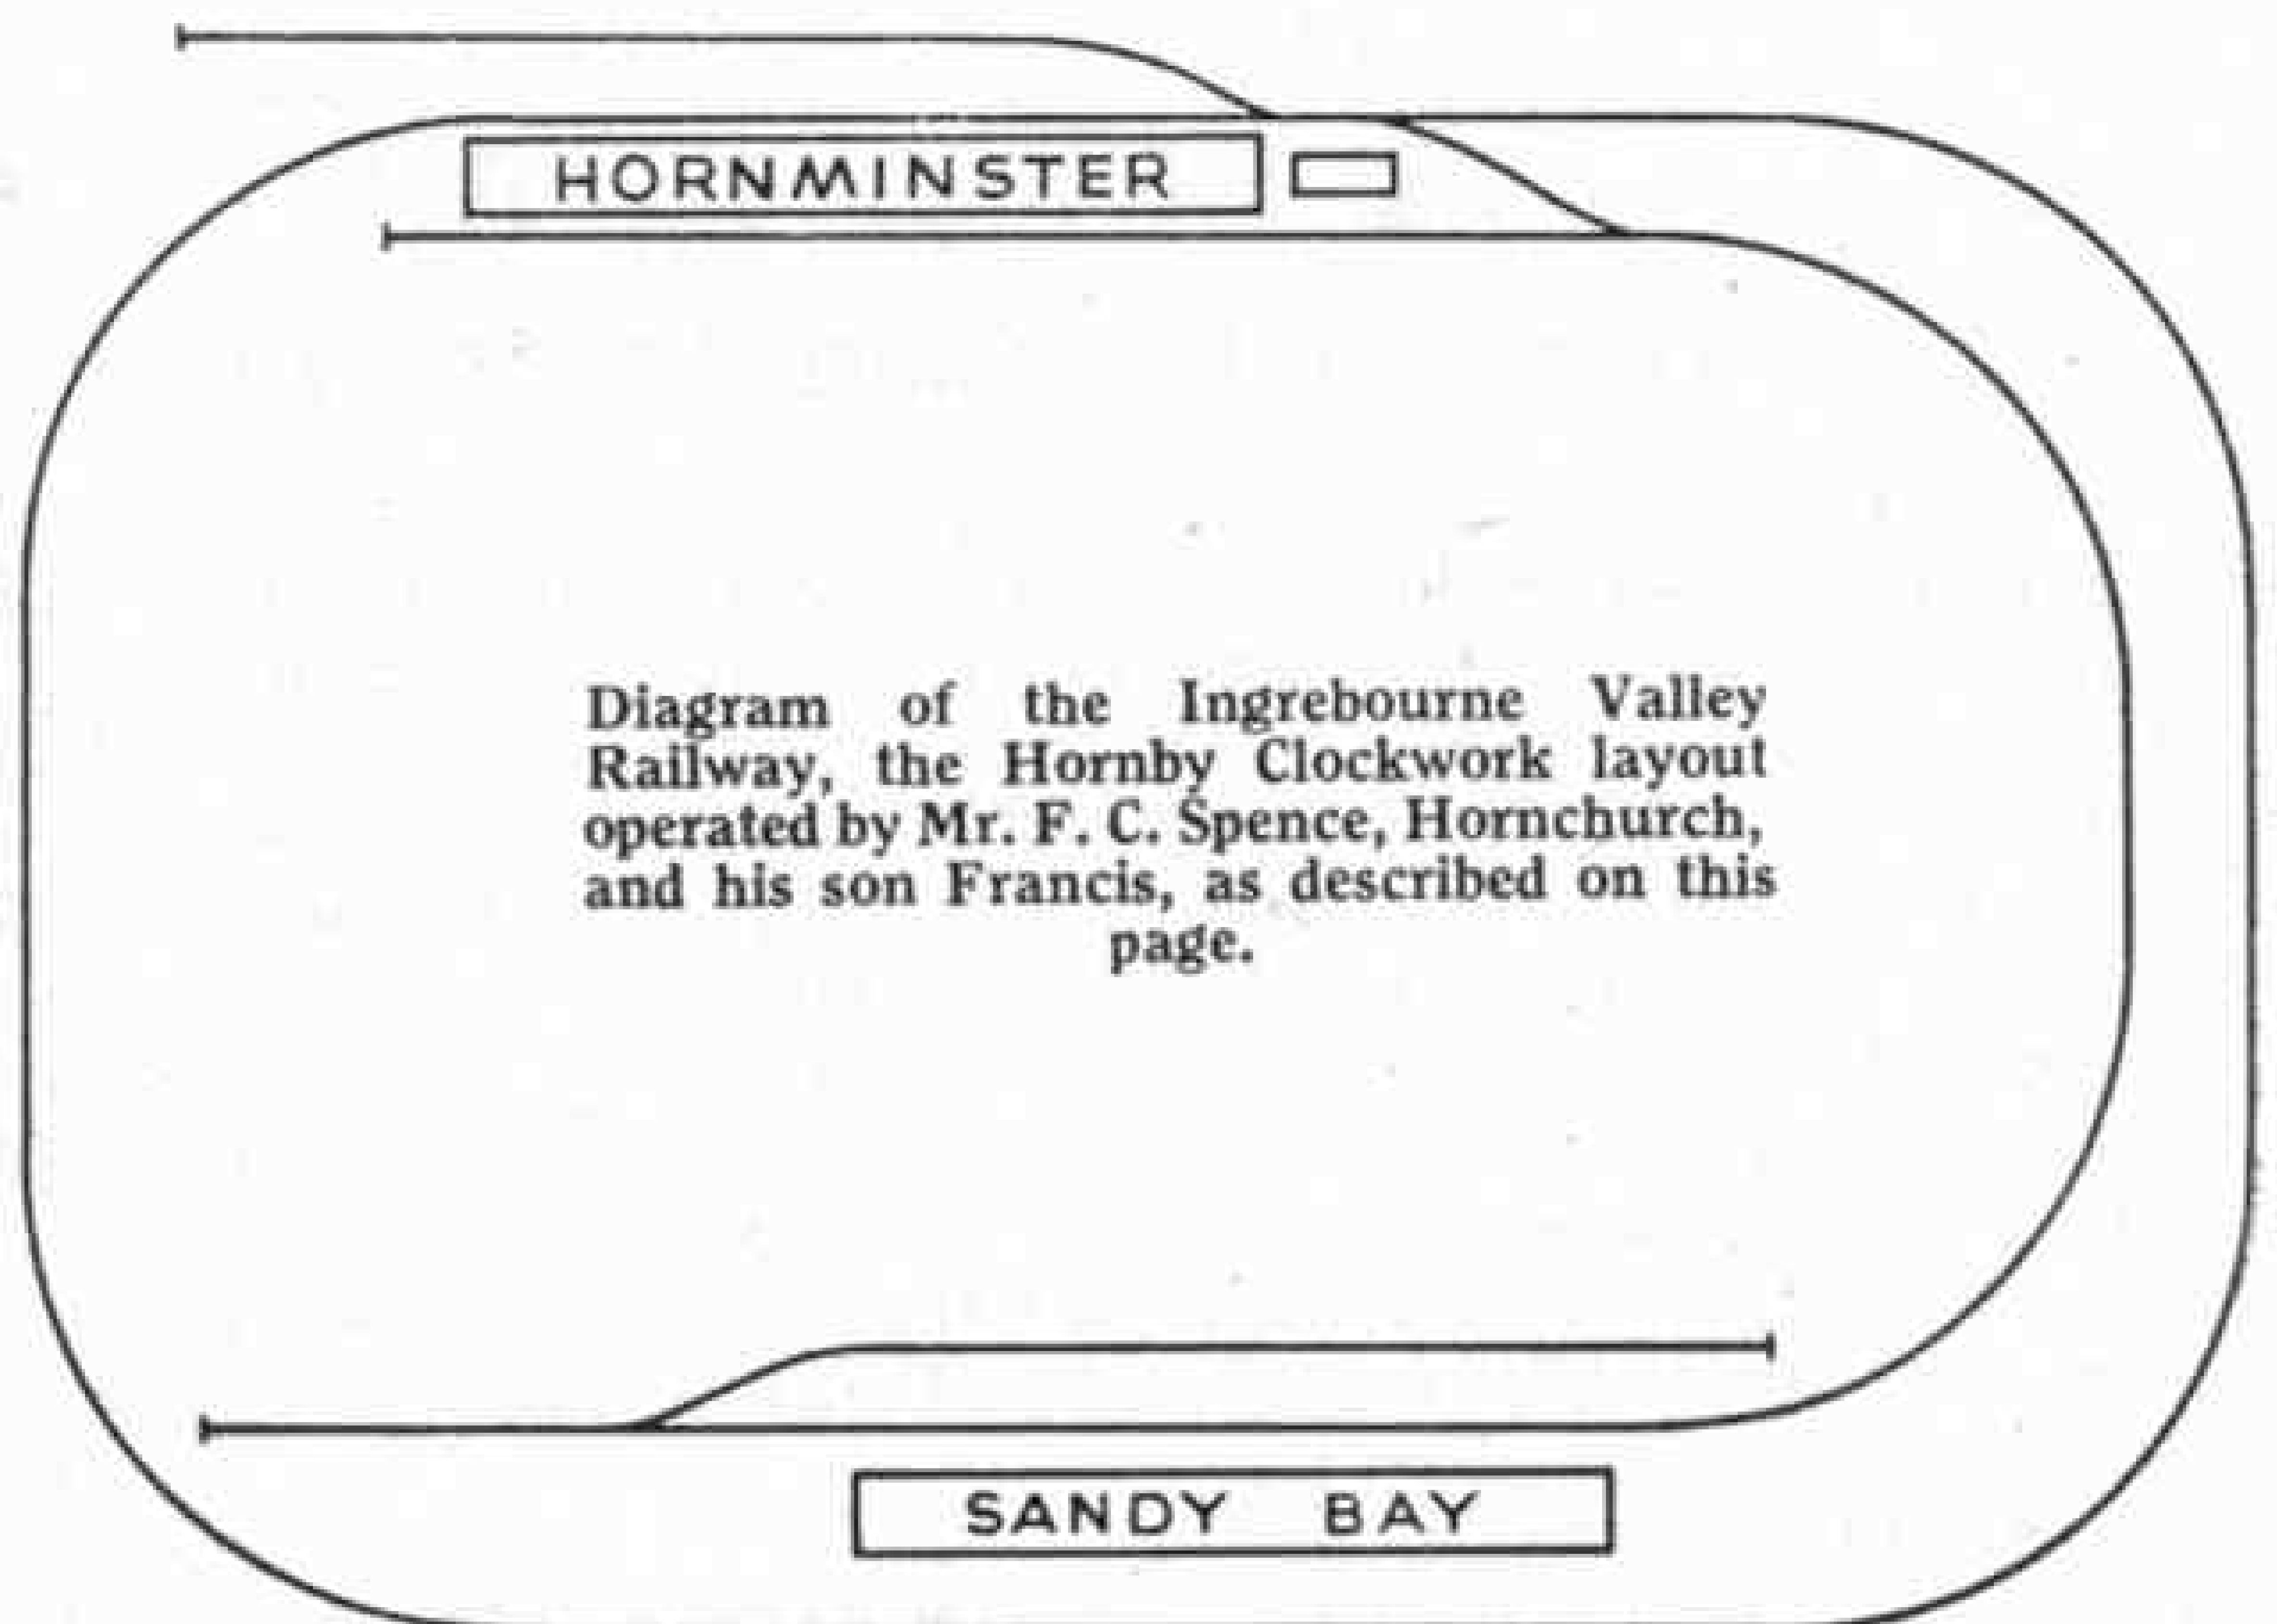 HORNMINSTER
Diagram of the Ingrebourne Valley
Railway, the Hornby Clockwork layout
operated by Mr. F. C. Spence, Hornchurch,
and his son Francis, as described on this
page.
SANDY BAY